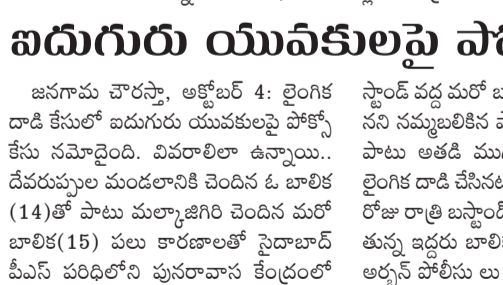 ఐదుగురు యువకులపై
జనగామ చౌరస్తా, అక్టోబర్ 4: లైంగిక
దాడి కేసులో ఐదుగురు యువకులపై పోక్సో
కేసు నమోదైంది. వివరాలిలా ఉన్నాయి..
దేవరుప్పుల మండలానికి చెందిన ఓ బాలిక
(14)తో పాటు మల్కాజిగిరి చెందిన మరో
బాలిక(15) పలు కారణాలతో సైదాబాద్
పీఎస్ పరిధిలోని పునరావాస కేంద్రంలో
స్టాండ్ వద్ద మరో
నని నమ్మబలికిన
పాటు అతడి
లైంగిక దాడి చేసిన
రోజు రాత్రి బస్టాండ్
తున్న ఇద్దరు బాలి
అర్బన్ పోలీసు లు